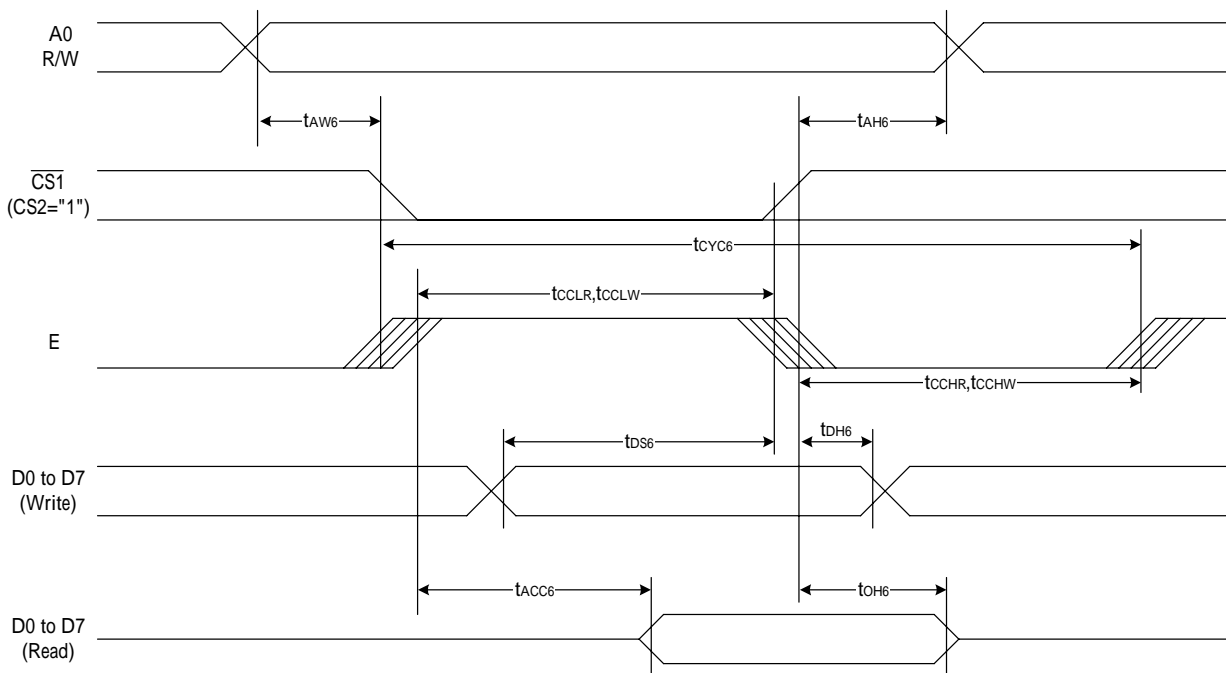 A0
R/W
tAW6
tAH6
CS1
(CS2="1")
tCYC6
tCCLR,tCCLW
E
tCCHR,tCCHW
tDS6
tDH6
D0 to D7
(Write)
tACC6
tOH6
D0 to D7
(Read)